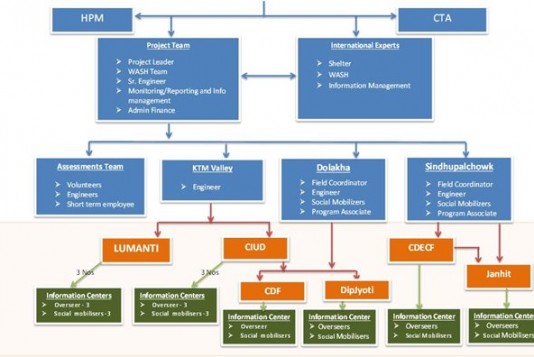 HPM
CTA
Project Team
Project Leader
WASH Team
Sr. Engineer
Monitoring/Reporting and Info
management
Admin Finance
International Experts
Shelter
WASH
Information Management
Assessments Team
Volunteers
Engineers
Short term employee
KTM Valley
Engineer
Dolakha
Field Coordinator
Engineer
Social Mobilizers
Program Associate
Sindhupalchowk
Field Coordinator
Engineer
Social Mobilizers
Program Associate
LUMANTI
CIUD
CDECF
Janhit
CDF
DipJyoti
3 Nos
3 Nos
Information Centers
Overseer - 3
Social mobilisers -3
Information Centers
Overseer - 3
Social mobilisers -3
Information Center
Overseer
Social mobilisers
Information Center
Overseers
Social Mobilisers
Information Center
Overseers
Social Mobilisers
Information Center
Overseers
Social Mobilisers